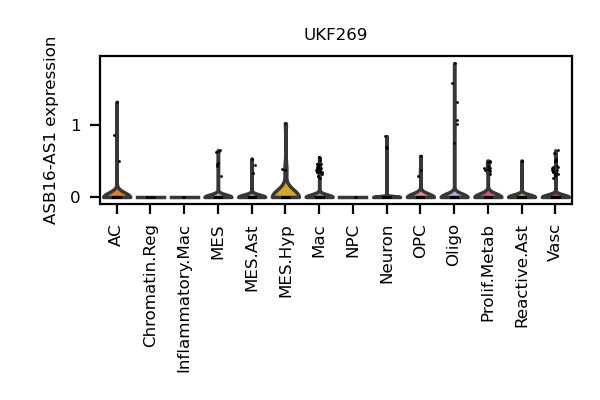 UKF269
ASB16-AS1 expression
1
0
AC
Chromatin.Reg
Inflammatory.Mac
MES
MES.Ast
MES.Hyp
Mac
NPC
Neuron
OPC
Oligo
Prolif.Metab
Reactive.Ast
Vasc